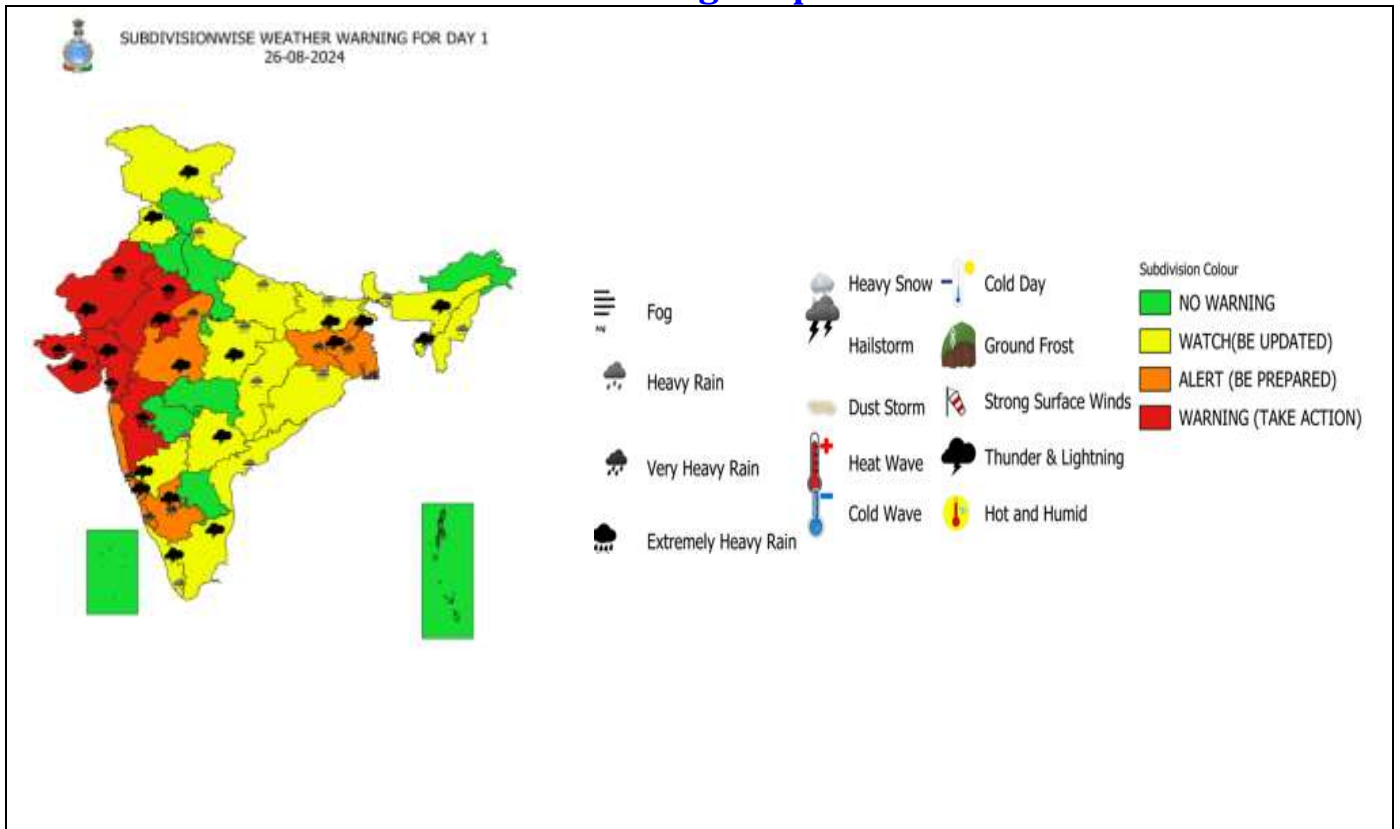 SUBDIVISIONWISE WEATHER WARNING FOR DAY 1
26-08-2024
Fog
Heavy Rain
Very Heavy Rain
Extremely Heavy Rain
Heavy Snow
Hailstorm
Dust Storm
Heat Wave
Cold Wave
Cold Day
Ground Frost
Strong Surface Winds
Thunder & Lightning
Hot and Humid
Subdivision Colour
NO WARNING
WATCH(BE UPDATED)
ALERT (BE PREPARED)
WARNING (TAKE ACTION)